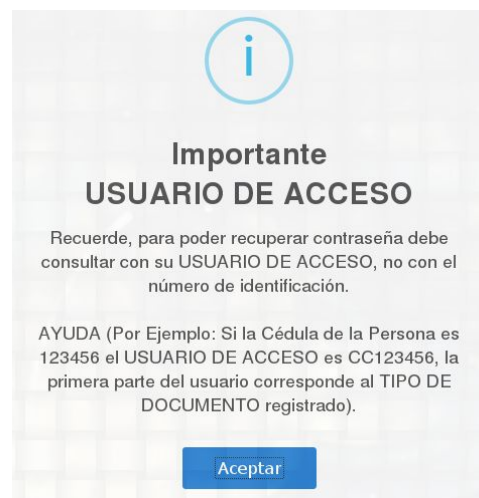 i
Importante
USUARIO DE ACCESO
Recuerde, para poder recuperar contraseña debe
consultar con su USUARIO DE ACCESO, no con el
número de identificación.
AYUDA (Por Ejemplo: Si la Cédula de la Persona es
123456 el USUARIO DE ACCESO es CC123456, la
primera parte del usuario corresponde al TIPO DE
DOCUMENTO registrado).
Aceptar